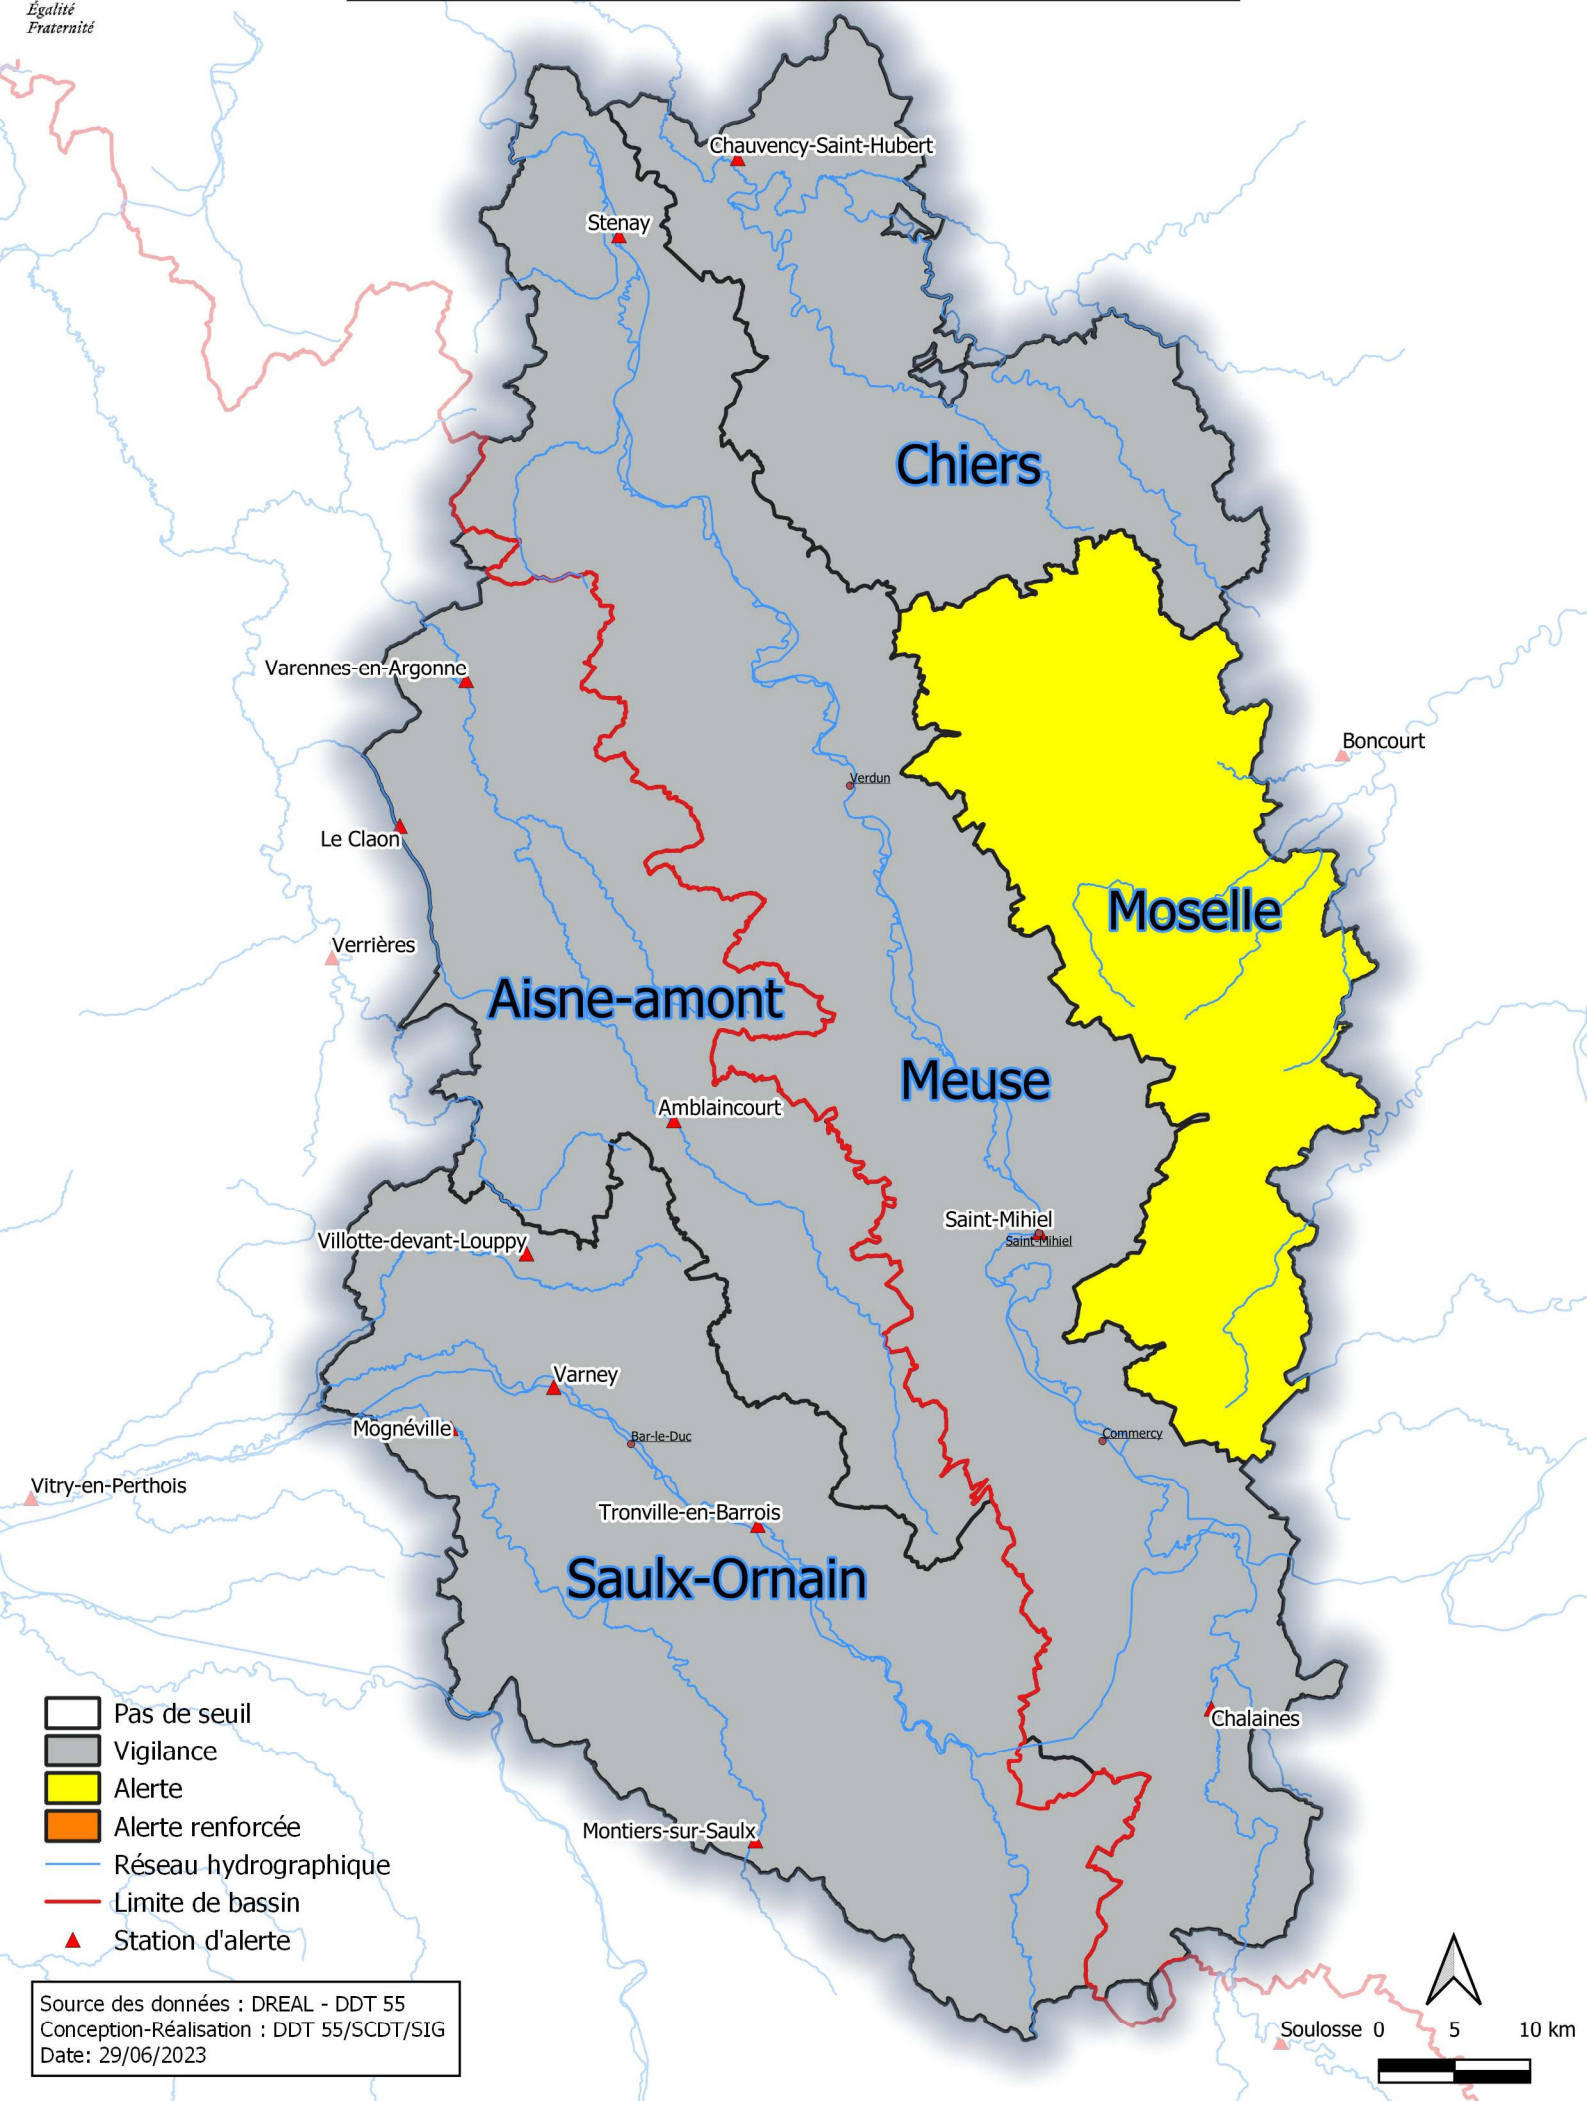 Égalité
Fraternité
Chauvency-Saint-Hubert
Stenay
Chiers
Varennes-en-Argonne
Boncourt
Verdun
Le Claon
Moselle
Verrières
Aisne-amont
Meuse
Amblaincourt
Saint-Mihiel
Saint-Mihiel
Villotte-devant-Louppy
Varney
Mognéville
Bar-le-Duc
Commercy
Vitry-en-Perthois
Tronville-en-Barrois
Saulx-Ornain
Chalaines
Montiers-sur-Saulx
Pas de seuil
Vigilance
Alerte
Alerte renforcée
Réseau hydrographique
Limite de bassin
Station d'alerte
Source des données : DREAL - DDT 55
Conception-Réalisation : DDT 55/SCDT/SIG
Date: 29/06/2023
Soulosse 0 5 10 km